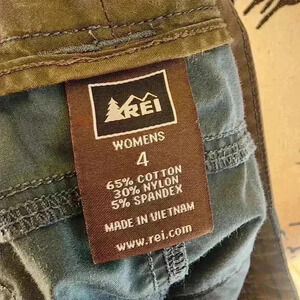 REI
WOMENS
4
65% COTTON
30% NYLON
5% SPANDEX
MADE IN VIETNAM
www.rei.com